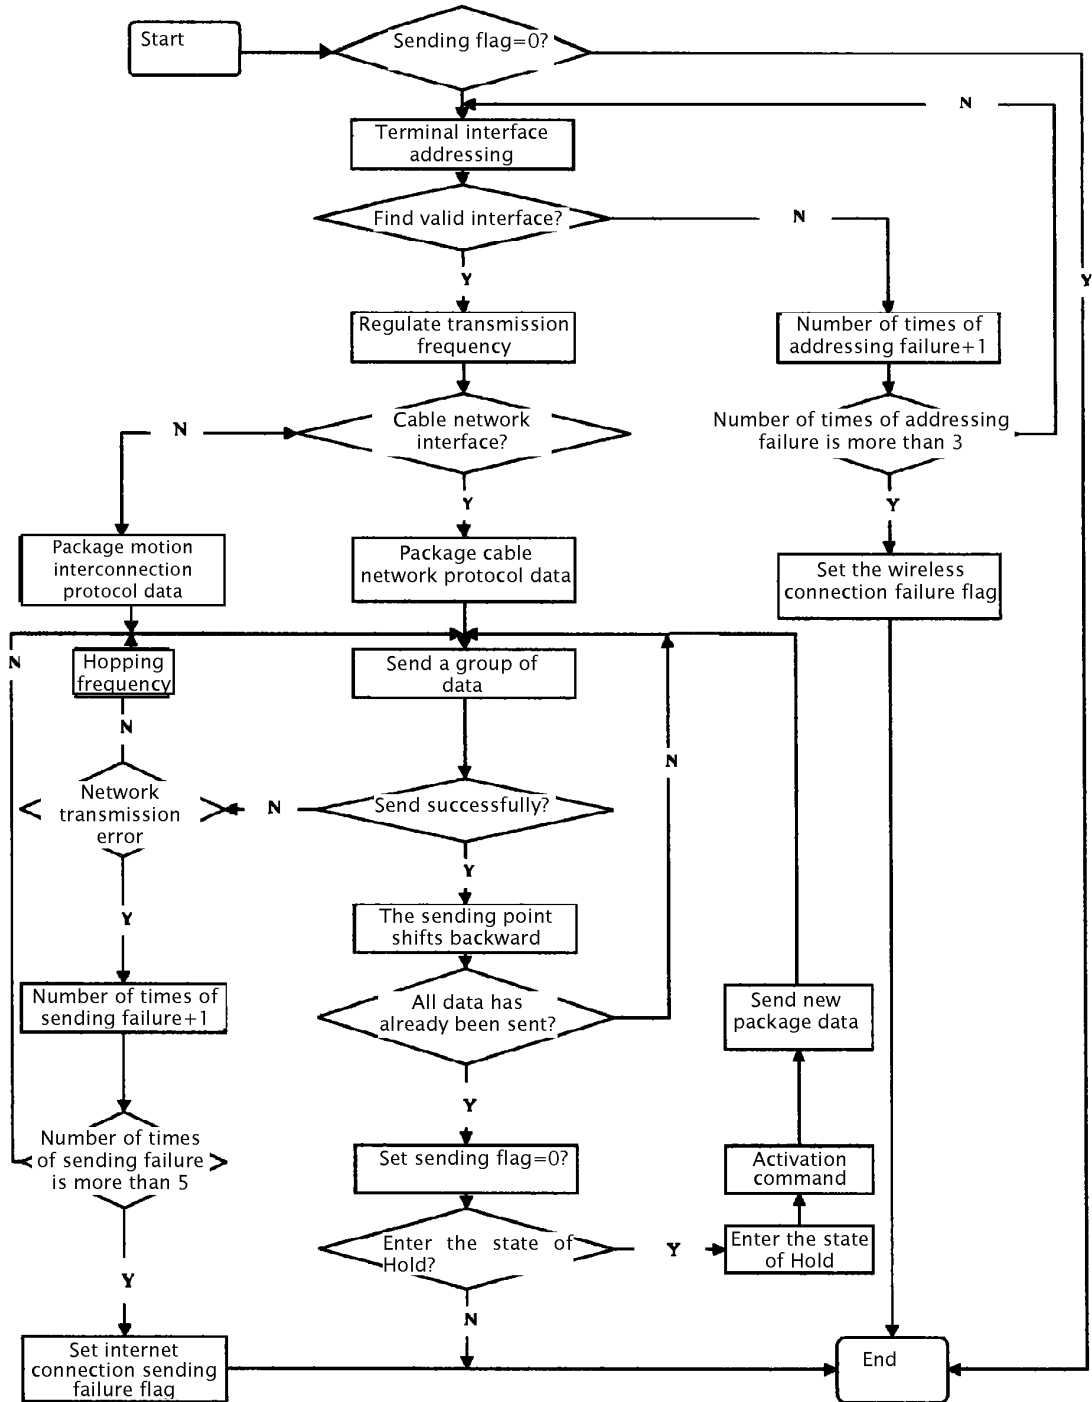 Start
Sending flag=0?
N
Terminal interface
addressing
Find valid interface?
N
Y
Y
Regulate transmission
frequency
Number of times of
addressing failure+1
Cable network
interface?
N
Number of times of addressing
failure is more than 3
Y
Y
Package motion
interconnection
protocol data
Package cable
network protocol data
Set the wireless
connection failure flag
N
Hopping
frequency
Send a group of
data
N
N
Network
transmission
error
N
Send successfully?
Y
The sending point
shifts backward
Y
Number of times of
sending failure+1
All data has
already been sent?
Send new
package data
Y
Number of times
of sending failure
is more than 5
Set sending flag=0?
Activation
command
Enter the state of
Hold?
Y
Enter the state
of Hold
Y
N
Set internet
connection sending
failure flag
End